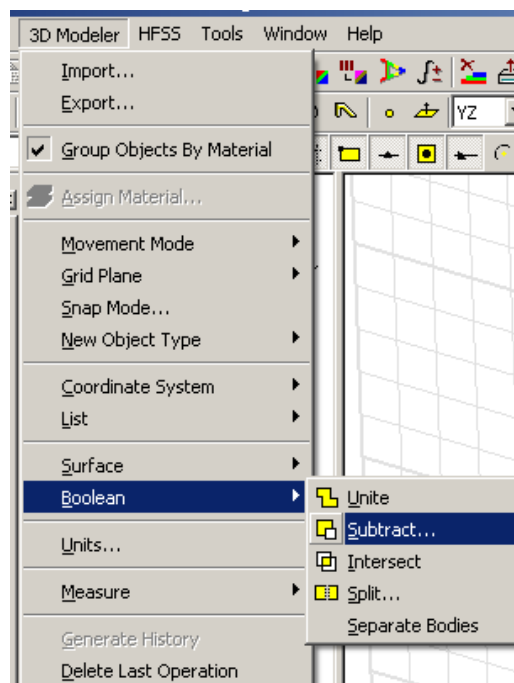 3D Modeler HFSS Tools Window Help
Import...
Export...
YZ
Group Objects By Material
Assign Material...
Movement Mode
Grid Plane
Snap Mode...
New Object Type
Coordinate System
List
Surface
Boolean
Unite
Subtract...
Units...
Intersect
Measure
Split...
Separate Bodies
Generate History
Delete Last Operation